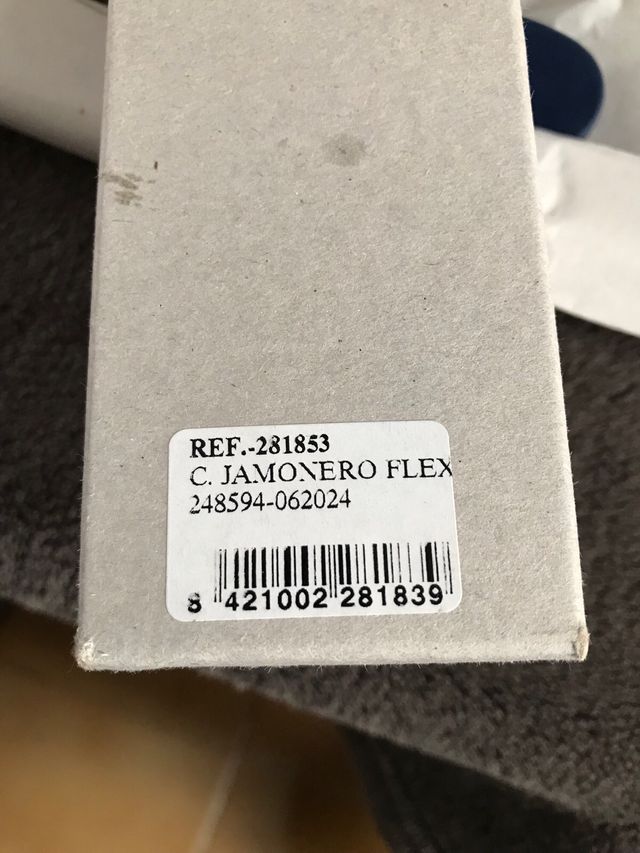 REF.-281853
C. JAMONERO FLEX
248594-062024
8 421002 281839